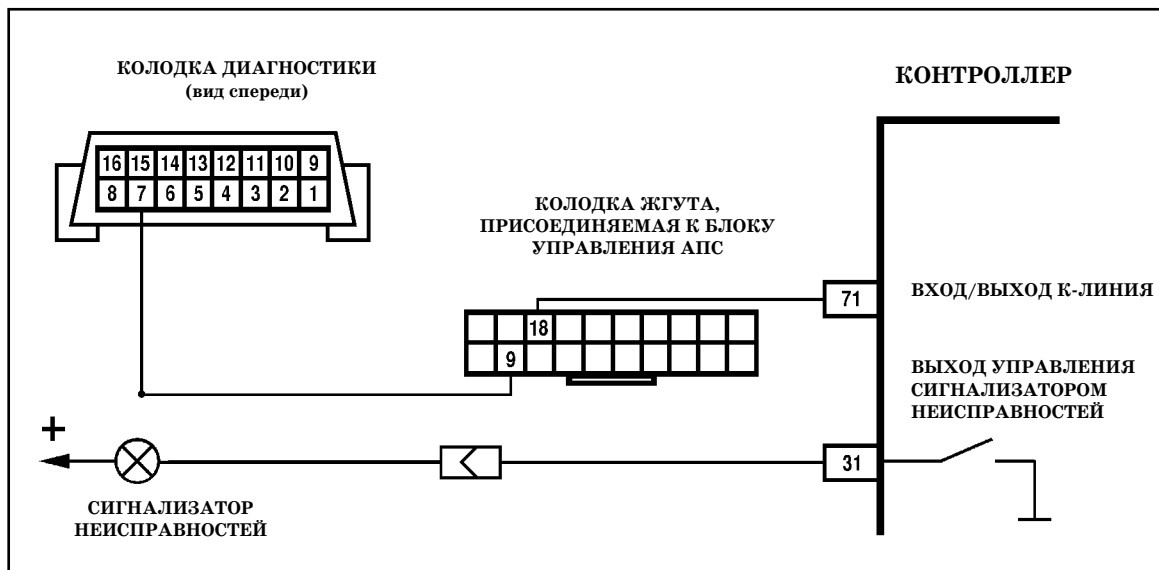 КОЛОДКА ДИАГНОСТИКИ
(вид спереди)
16 15 14 13 12 11 10 9
8 7 6 5 4 3 2 1
КОНТРОЛЛЕР
КОЛОДКА ЖГУТА,
ПРИСОЕДИНЯЕМАЯ К БЛОКУ
УПРАВЛЕНИЯ АПС
18
9
71
ВХОД/ВЫХОД К-ЛИНИЯ
ВЫХОД УПРАВЛЕНИЯ
СИГНАЛИЗАТОРОМ
НЕИСПРАВНОСТЕЙ
31
+
СИГНАЛИЗАТОР
НЕИСПРАВНОСТЕЙ